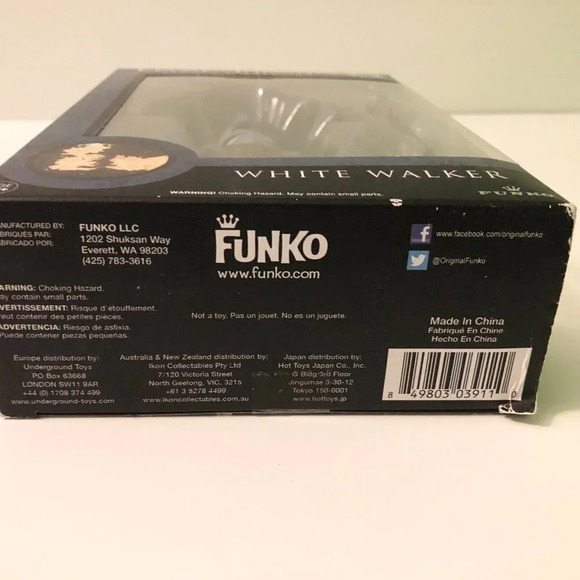 WHITE WALKER
WARNING: Choking Hazard. May contain small parts.
FUNKO
ANUFACTURED BY:
BRIQUÉS PAR:
BRICADO POR:
FUNKO LLC
1202 Shuksan Way
Everett, WA 98203
(425) 783-3616
FUNKO
www.funko.com
www.facebook.com/originalfunko
@OriginalFunko
ARNING: Choking Hazard.
ay contain small parts.
VERTISSEMENT: Risque d'étouffement.
Peut contenir des petites pièces.
ADVERTENCIA: Riesgo de asfixia.
Puede contener piezas pequeñas.
Not a toy. Pas un jouet. No es un juguete.
Made In China
Fabriqué En Chine
Hecho En China
Europe distribution by:
Underground Toys
PO Box 63668
LONDON SW11 9AR
+44 (0) 1708 374 499
www.underground-toys.com
Australia & New Zealand distribution by:
Ikon Collectables Pty Ltd
7/120 Victoria Street
North Geelong, VIC, 3215
+61 3 5278 4499
www.ikoncollectables.com.au
Japan distribution by:
Hot Toys Japan Co., Inc.
G Bldg 3rd Floor
Jingumae 3-30-12
Tokyo 150-0001
www.hottoys.jp
8 49803 03911 0